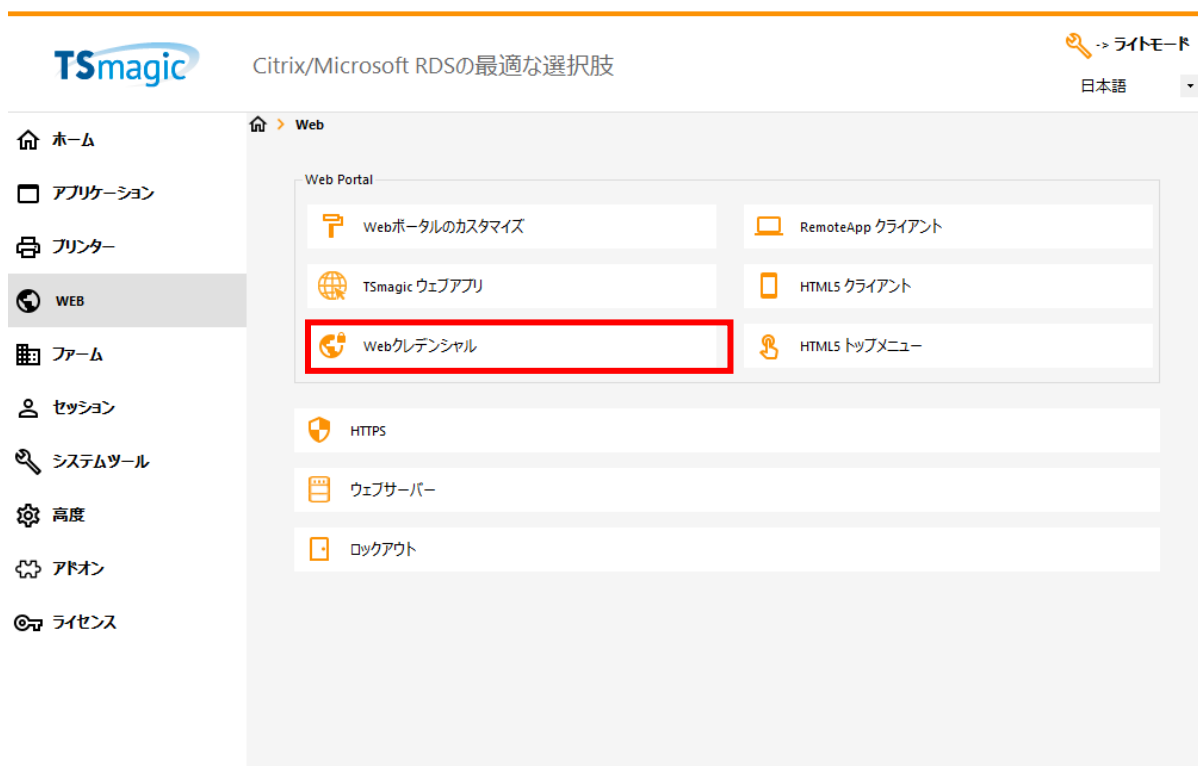 TSmagic
Citrix/Microsoft RDSの最適な選択肢
-> ライトモード
日本語
ホーム
アプリケーション
プリンター
WEB
ファーム
セッション
システムツール
高度
アドオン
ライセンス
Web
Web Portal
Webポータルのカスタマイズ
RemoteApp クライアント
TSmagic ウェブアプリ
HTML5 クライアント
Webクレデンシャル
HTML5 トップメニュー
HTTPS
ウェブサーバー
ロックアウト